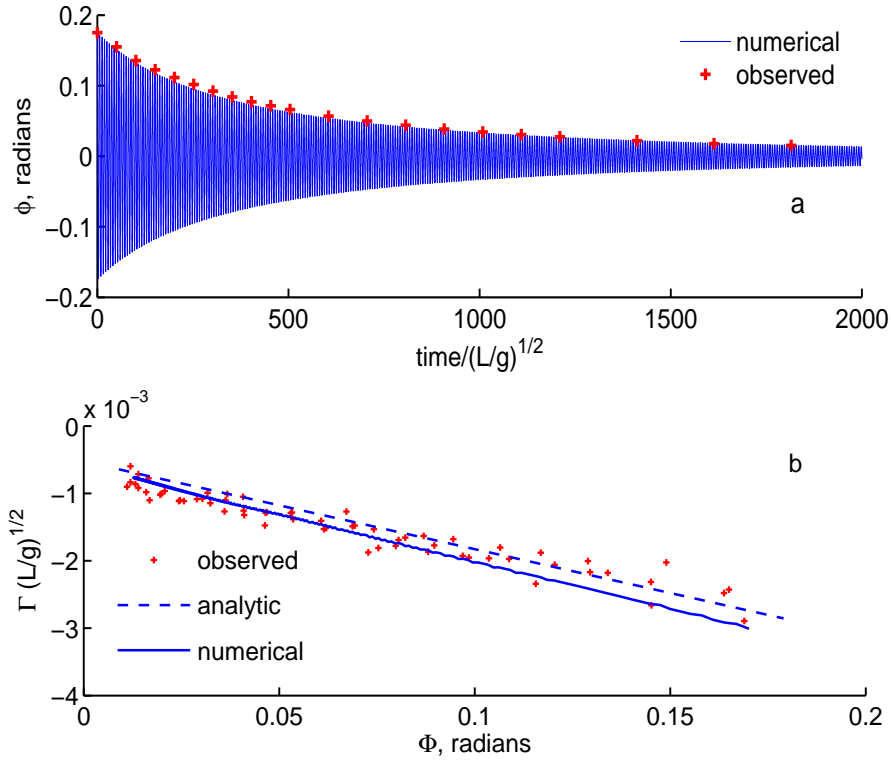 0.2
0.1
0
−0.1
−0.2
ϕ, radians
numerical
observed
a
0 500 1000 1500 2000
time/(L/g)^1/2
x 10^−3
0
−1
−2
−3
−4
Γ (L/g)^1/2
b
observed
analytic
numerical
0 0.05 0.1 0.15 0.2
Φ, radians